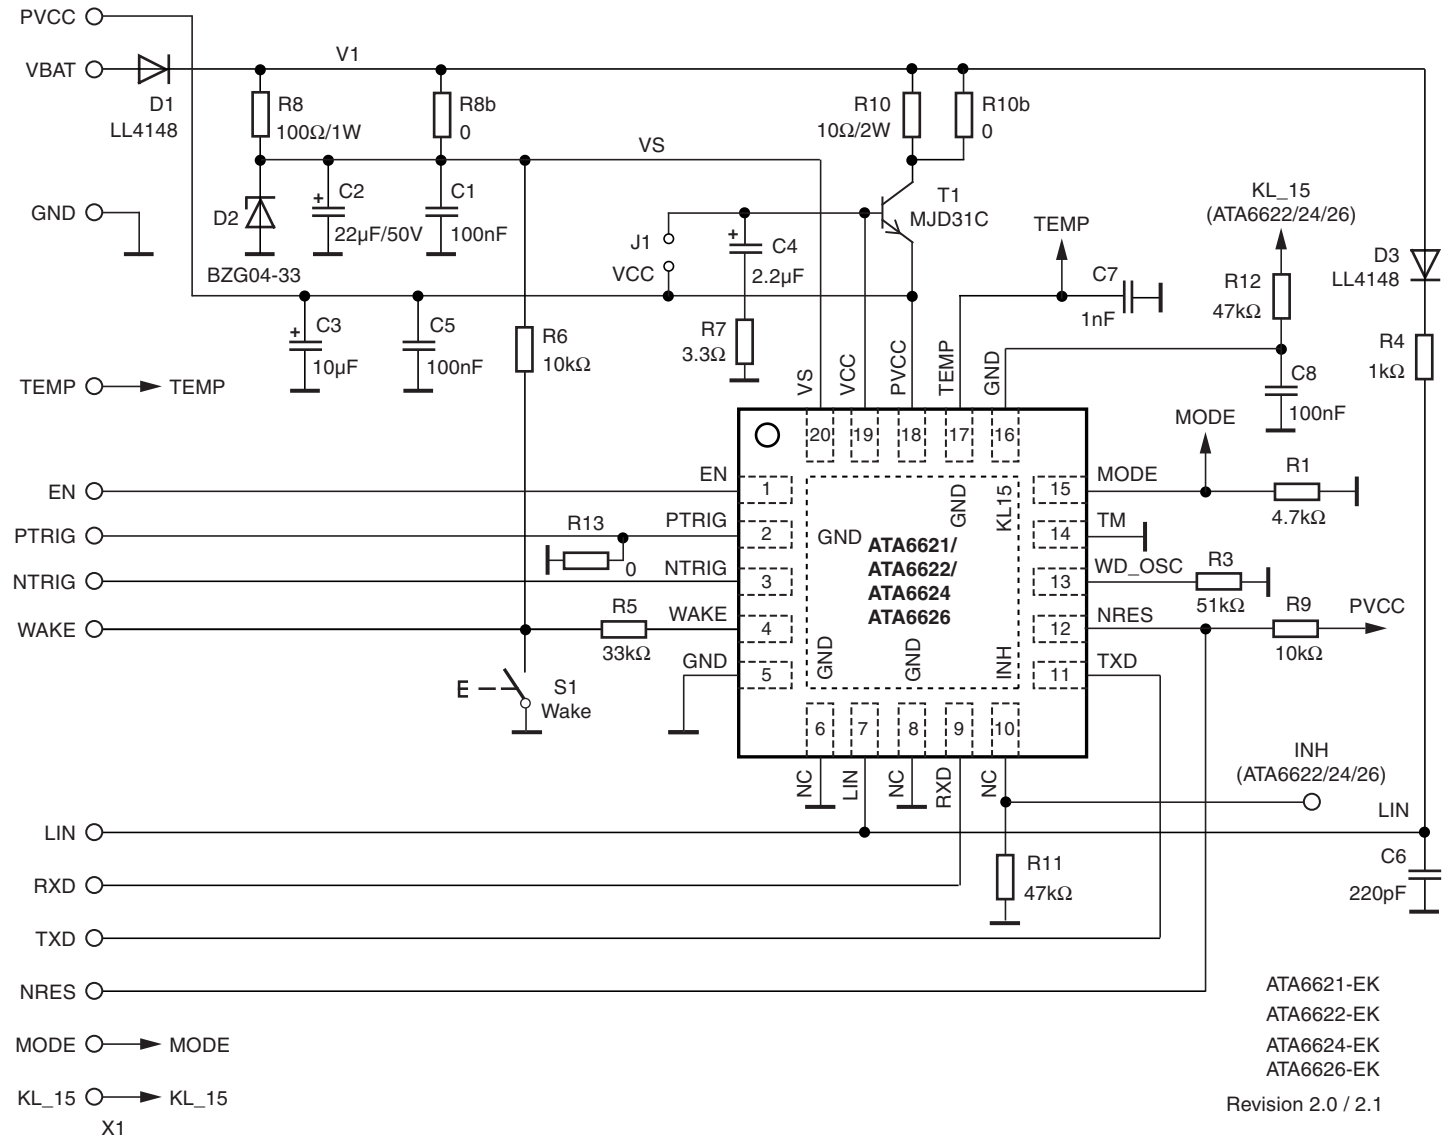 PVCC
VBAT
D1
LL4148
V1
R8
100Ω/1W
R8b
0
R10
10Ω/2W
R10b
0
VS
GND
D2
BZG04-33
+
C2
22µF/50V
C1
100nF
J1
VCC
+
C4
2.2µF
T1
MJD31C
TEMP
KL_15
(ATA6622/24/26)
D3
LL4148
C7
1nF
R12
47kΩ
+
C3
10µF
C5
100nF
R6
10kΩ
R7
3.3Ω
R4
1kΩ
C8
100nF
TEMP
TEMP
VS
VCC
PVCC
TEMP
GND
MODE
20
19
18
17
16
EN
EN
1
PTRIG
R13
0
PTRIG
2
NTRIG
NTRIG
3
WAKE
R5
33kΩ
WAKE
4
GND
5
GND
GND
KL15
ATA6621/
ATA6622/
ATA6624
ATA6626
GND
GND
INH
15
MODE
R1
4.7kΩ
14
TM
13
WD_OSC
R3
51kΩ
12
NRES
R9
10kΩ
PVCC
11
TXD
E
S1
Wake
6
7
8
9
10
NC
LIN
NC
RXD
NC
INH
(ATA6622/24/26)
LIN
LIN
C6
220pF
R11
47kΩ
RXD
TXD
NRES
MODE
MODE
KL_15
KL_15
X1
ATA6621-EK
ATA6622-EK
ATA6624-EK
ATA6626-EK
Revision 2.0 / 2.1